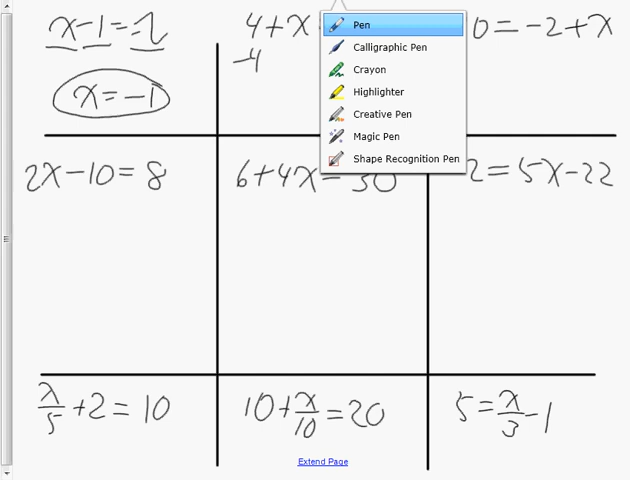 x-1=-2
4+x
0=-2+x
-4
x=-1
Pen
Calligraphic Pen
Crayon
Highlighter
Creative Pen
Magic Pen
Shape Recognition Pen
2x-10=8
6+4x=30
2=5x-22
x/5+2=10
10+x/10=20
5=x/3-1
Extend Page